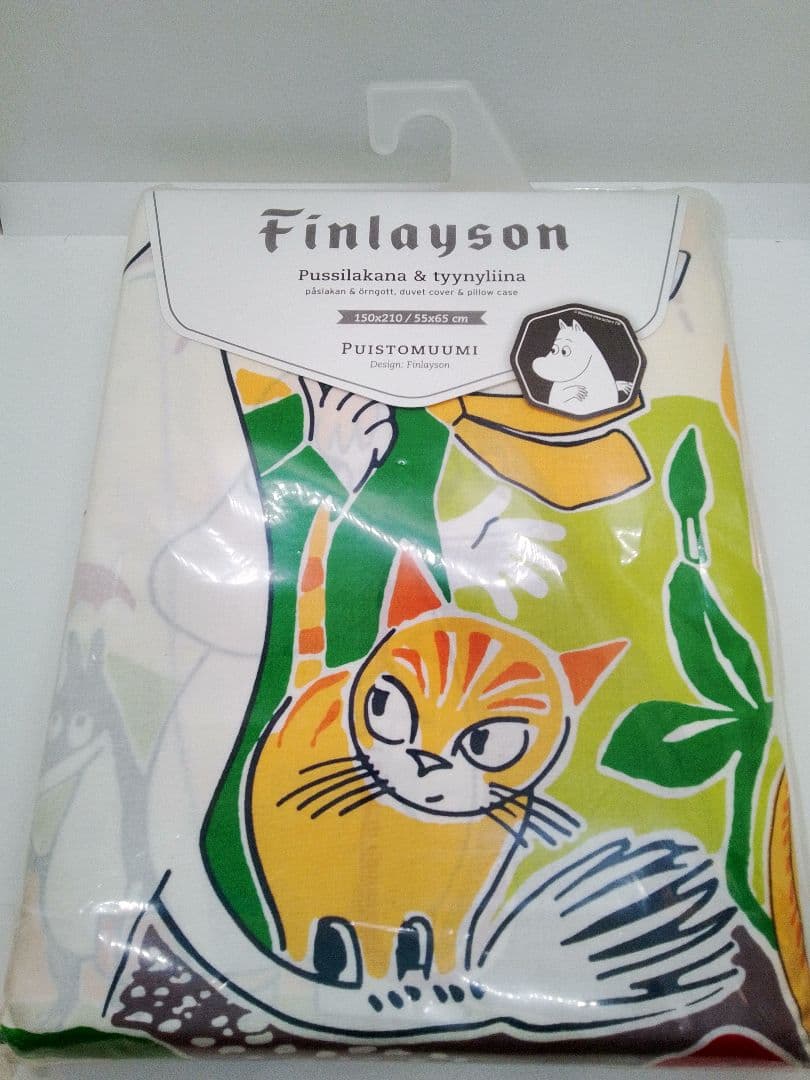 Finlayson
Pussilakana & tyynyliina
påslakan & örngott, duvet cover & pillow case
150x210 / 55x65 cm
PUISTOMUUMI
Design: Finlayson